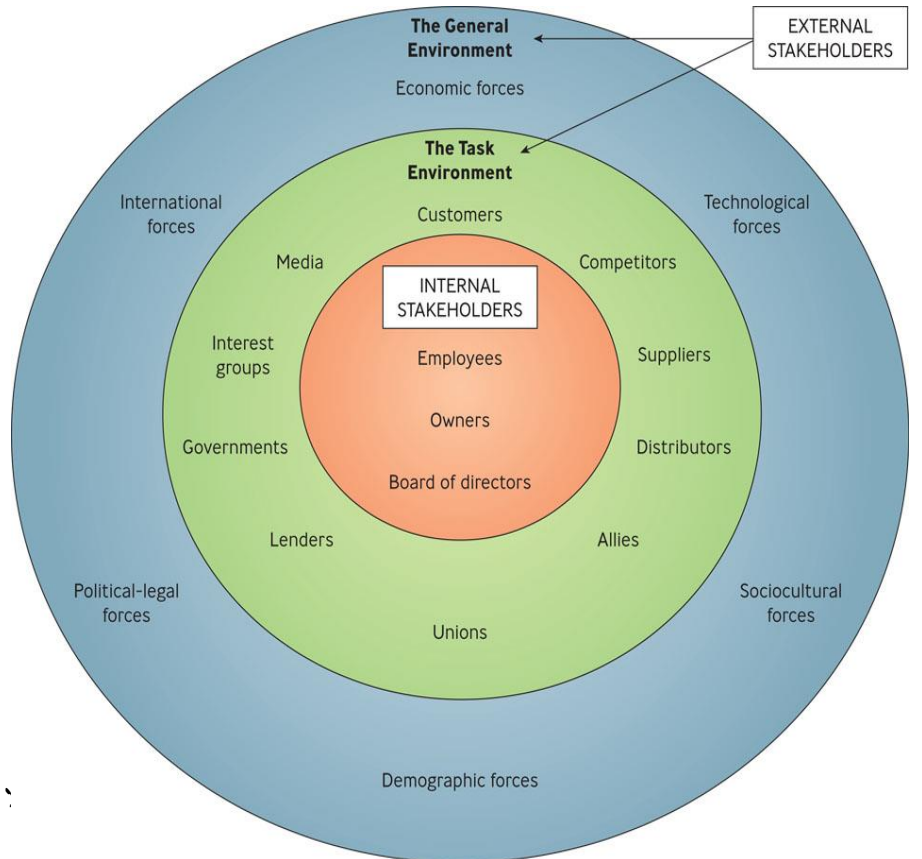 The General
Environment
EXTERNAL
STAKEHOLDERS
Economic forces
The Task
Environment
International
forces
Technological
forces
Customers
Media
Competitors
INTERNAL
STAKEHOLDERS
Interest
groups
Employees
Suppliers
Owners
Governments
Distributors
Board of directors
Lenders
Allies
Political-legal
forces
Sociocultural
forces
Unions
Demographic forces